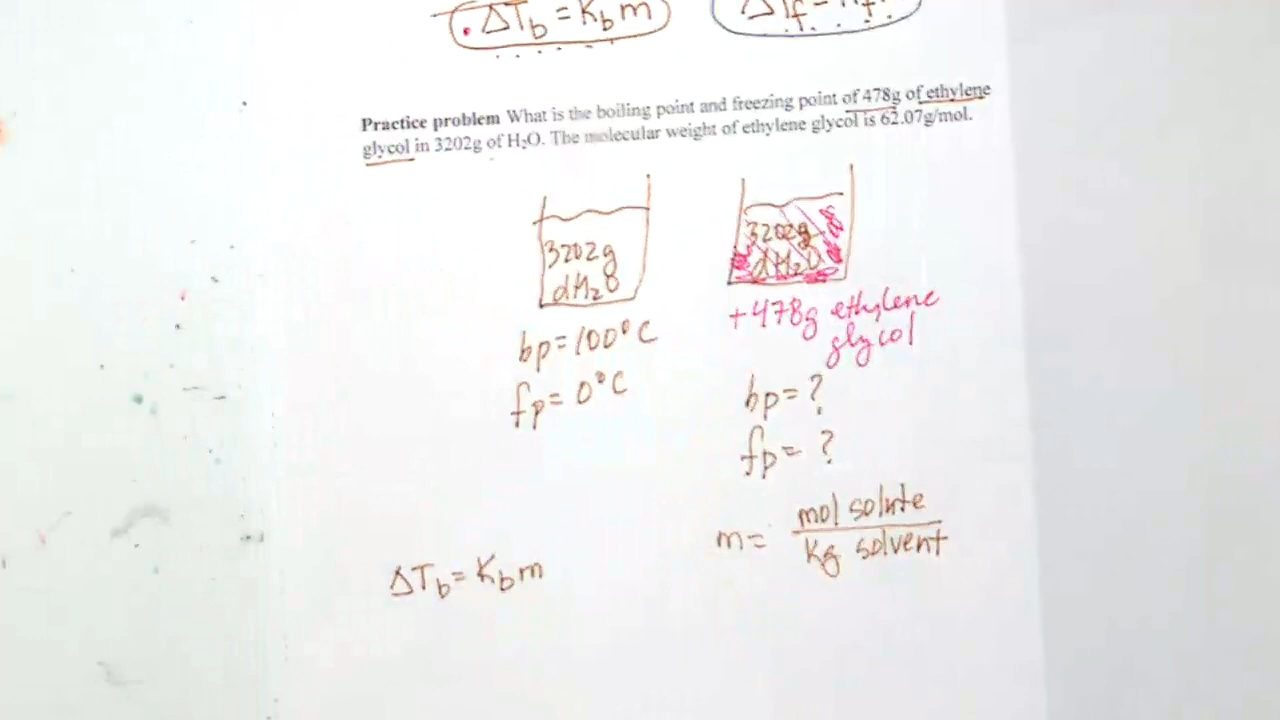 ΔTb = Kb m
Practice problem What is the boiling point and freezing point of 478g of ethylene
glycol in 3202g of H₂O. The molecular weight of ethylene glycol is 62.07g/mol.
3202g
dH₂O
bp = 100°C
fp = 0°C
3202g
dH₂O
+478g ethylene
glycol
bp = ?
fp = ?
m = mol solute
kg solvent
ΔTb = Kb m